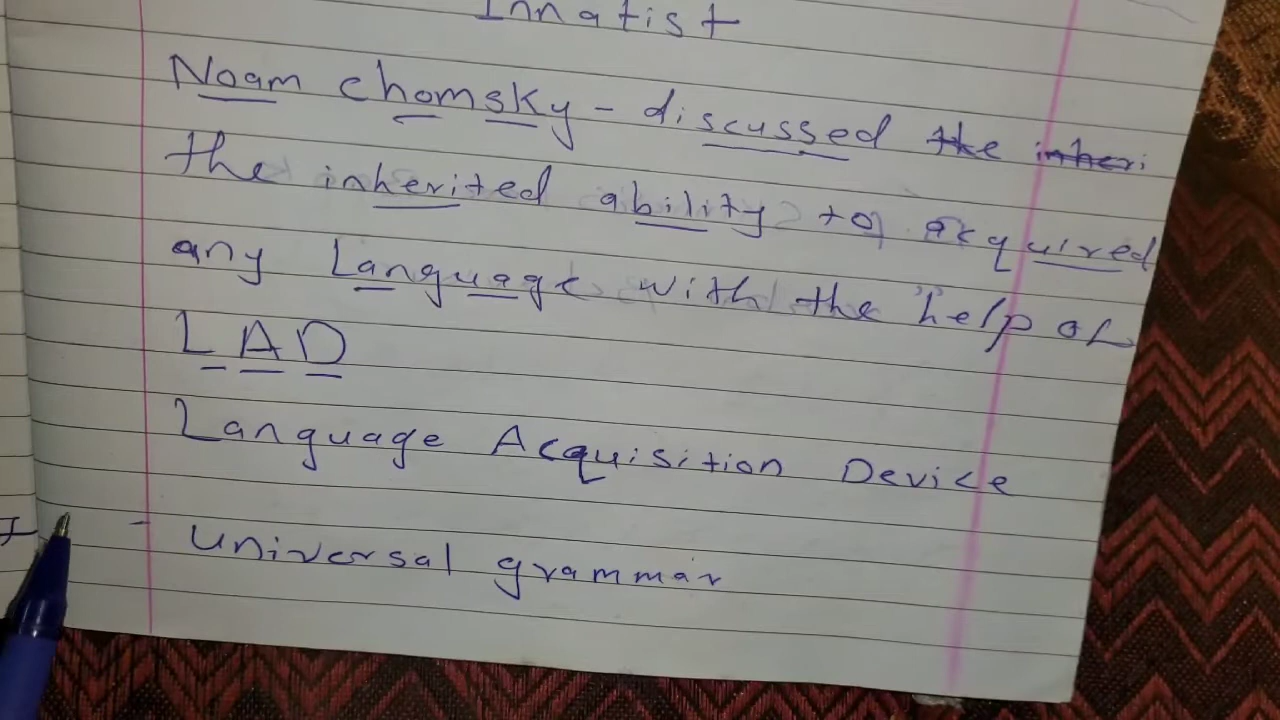 Innatist
Noam Chomsky - discussed the inheri
the inherited ability to acquired
any Language with the help of
LAD
Language Acquisition Device
- Universal grammar